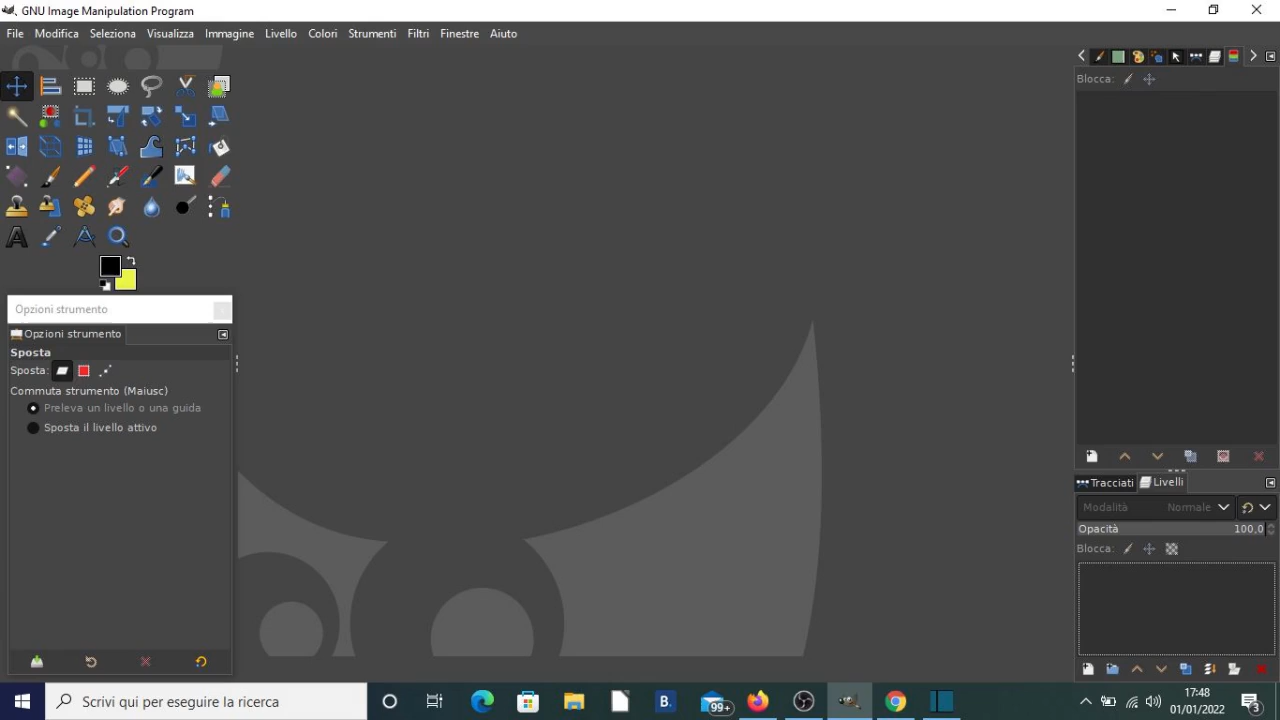 GNU Image Manipulation Program
File Modifica Seleziona Visualizza Immagine Livello Colori Strumenti Filtri Finestre Aiuto
Blocca:
Opzioni strumento
Opzioni strumento
Sposta
Sposta:
Commuta strumento (Maiusc)
Preleva un livello o una guida
Sposta il livello attivo
Tracciati Livelli
Modalità Normale
Opacità 100,0
Blocca:
Scrivi qui per eseguire la ricerca
B.
99+
17:48
01/01/2022
3